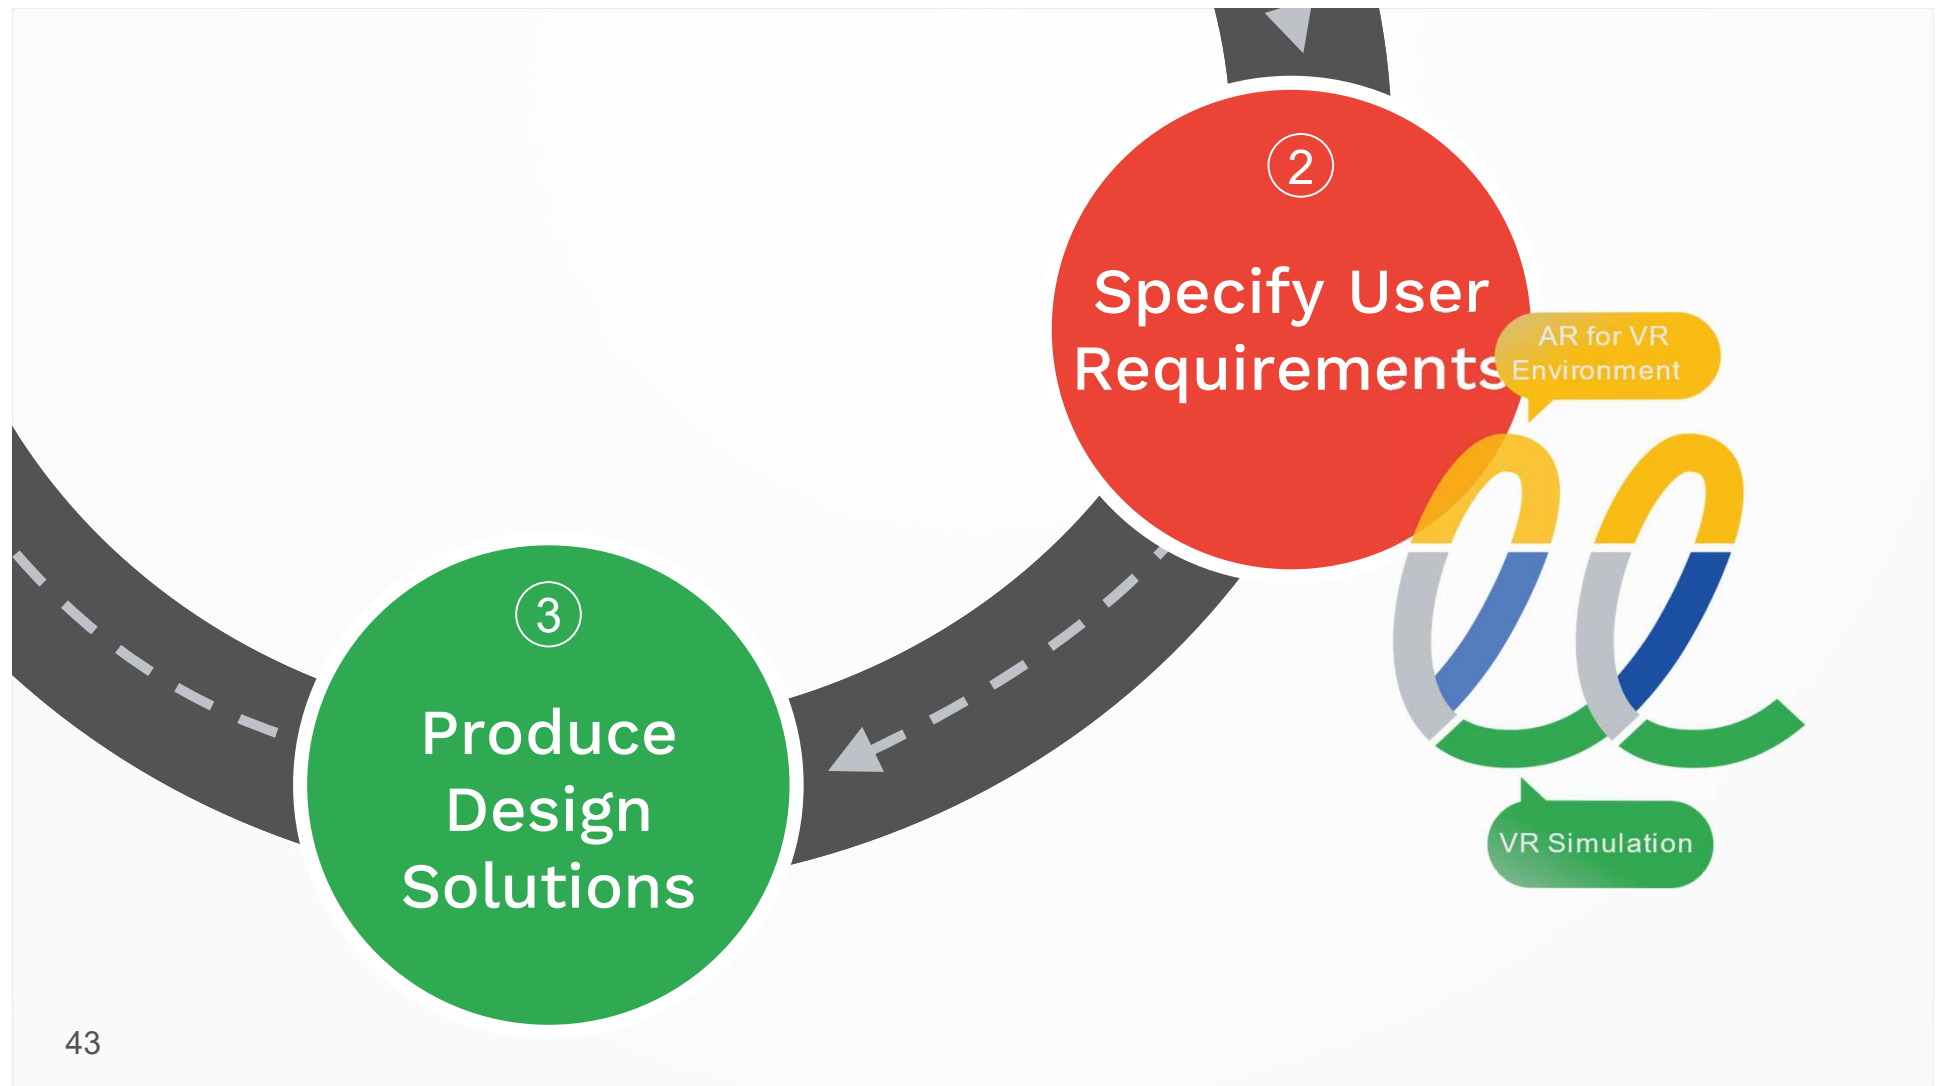 2
Specify User
Requirements
AR for VR
Environment
3
Produce
Design
Solutions
VR Simulation
43